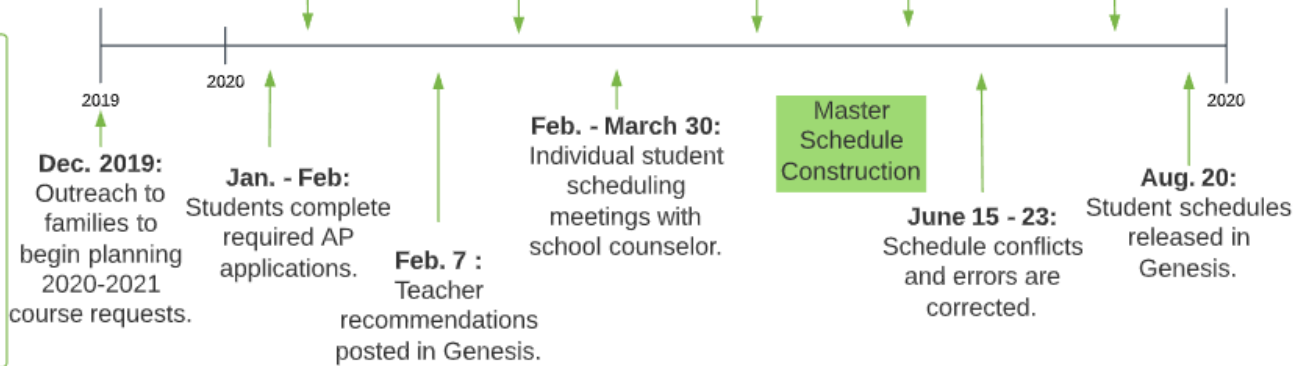 2019
2020
2020
Dec. 2019:
Outreach to
families to
begin planning
2020-2021
course requests.
Jan. - Feb:
Students complete
required AP
applications.
Feb. 7 :
Teacher
recommendations
posted in Genesis.
Feb. - March 30:
Individual student
scheduling
meetings with
school counselor.
Master
Schedule
Construction
June 15 - 23:
Schedule conflicts
and errors are
corrected.
Aug. 20:
Student schedules
released in
Genesis.